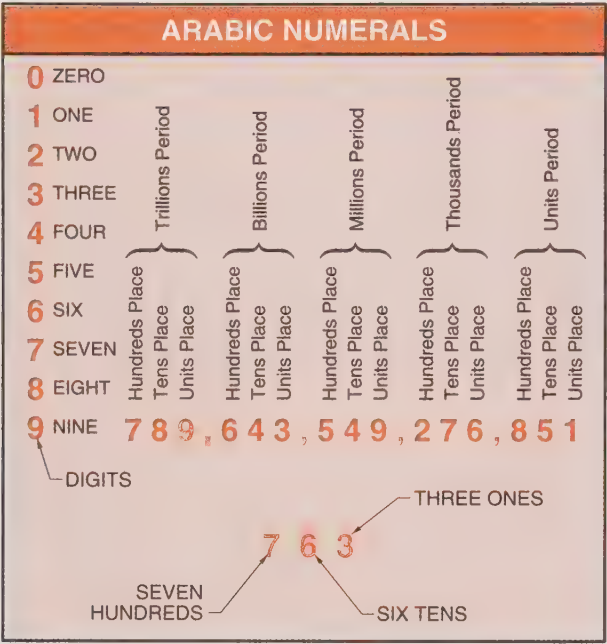 ARABIC NUMERALS
0 ZERO
1 ONE
2 TWO
3 THREE
4 FOUR
5 FIVE
6 SIX
7 SEVEN
8 EIGHT
9 NINE
DIGITS
Trillions Period
Billions Period
Millions Period
Thousands Period
Units Period
Hundreds Place
Tens Place
Units Place
Hundreds Place
Tens Place
Units Place
Hundreds Place
Tens Place
Units Place
Hundreds Place
Tens Place
Units Place
Hundreds Place
Tens Place
Units Place
789,643,549,276,851
THREE ONES
7 6 3
SEVEN
HUNDREDS
SIX TENS